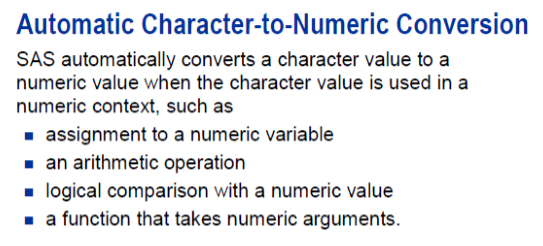 Automatic Character-to-Numeric Conversion
SAS automatically converts a character value to a
numeric value when the character value is used in a
numeric context, such as
■ assignment to a numeric variable
■ an arithmetic operation
■ logical comparison with a numeric value
■ a function that takes numeric arguments.